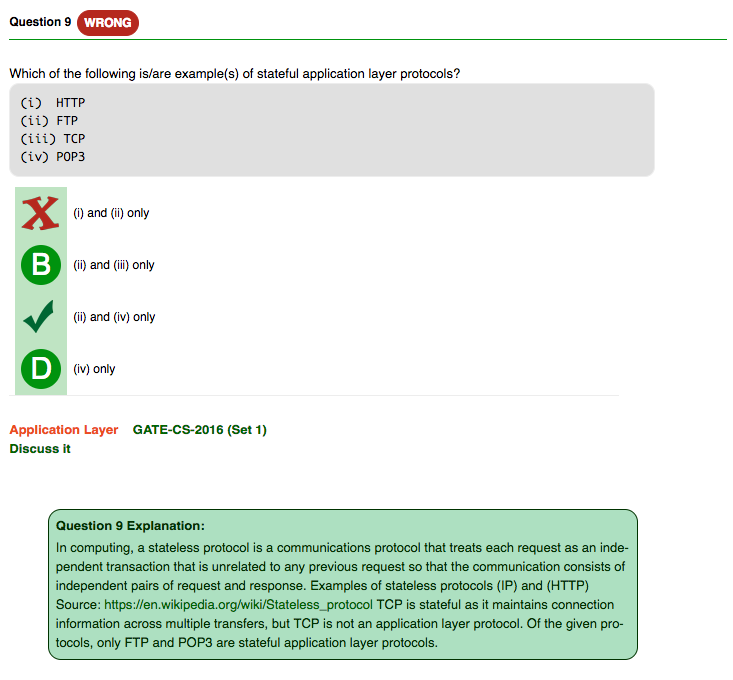 Question 9 WRONG
Which of the following is/are example(s) of stateful application layer protocols?
(i)  HTTP
(ii) FTP
(iii) TCP
(iv) POP3
X (i) and (ii) only
B (ii) and (iii) only
(ii) and (iv) only
D (iv) only
Application Layer GATE-CS-2016 (Set 1)
Discuss it
Question 9 Explanation:
In computing, a stateless protocol is a communications protocol that treats each request as an inde-
pendent transaction that is unrelated to any previous request so that the communication consists of
independent pairs of request and response. Examples of stateless protocols (IP) and (HTTP)
Source: https://en.wikipedia.org/wiki/Stateless_protocol TCP is stateful as it maintains connection
information across multiple transfers, but TCP is not an application layer protocol. Of the given pro-
tocols, only FTP and POP3 are stateful application layer protocols.